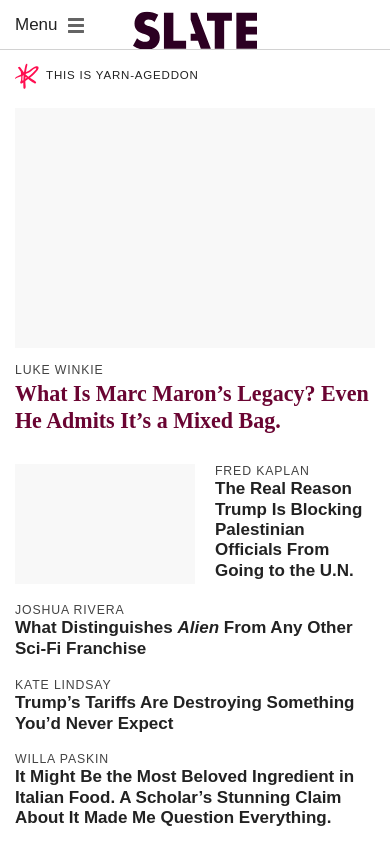 Menu
SLATE
THIS IS YARN-AGEDDON
LUKE WINKIE
What Is Marc Maron’s Legacy? Even
He Admits It’s a Mixed Bag.
FRED KAPLAN
The Real Reason
Trump Is Blocking
Palestinian
Officials From
Going to the U.N.
JOSHUA RIVERA
What Distinguishes Alien From Any Other
Sci-Fi Franchise
KATE LINDSAY
Trump’s Tariffs Are Destroying Something
You’d Never Expect
WILLA PASKIN
It Might Be the Most Beloved Ingredient in
Italian Food. A Scholar’s Stunning Claim
About It Made Me Question Everything.